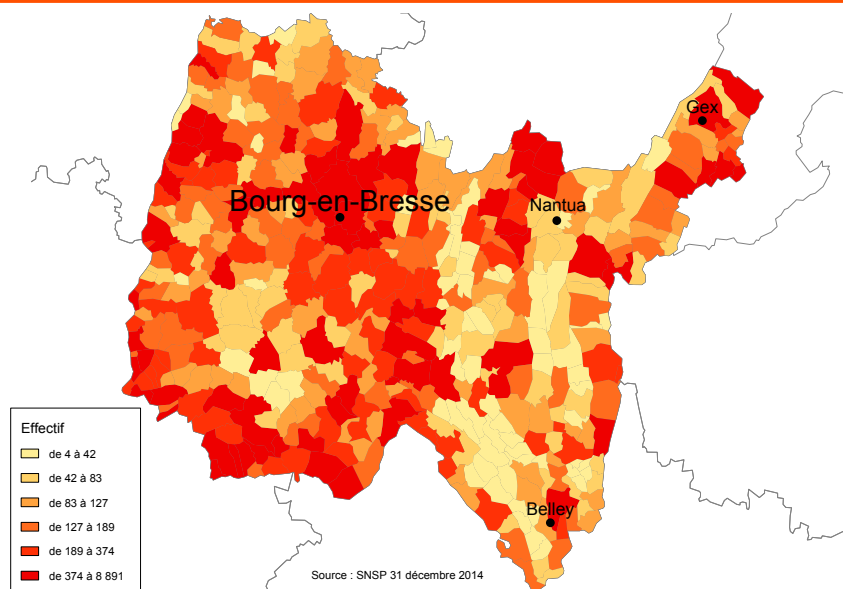 Gex
Bourg-en-Bresse
Nantua
Effectif
de 4 à 42
de 42 à 83
de 83 à 127
de 127 à 189
de 189 à 374
de 374 à 8 891
Belley
Source : SNSP 31 décembre 2014